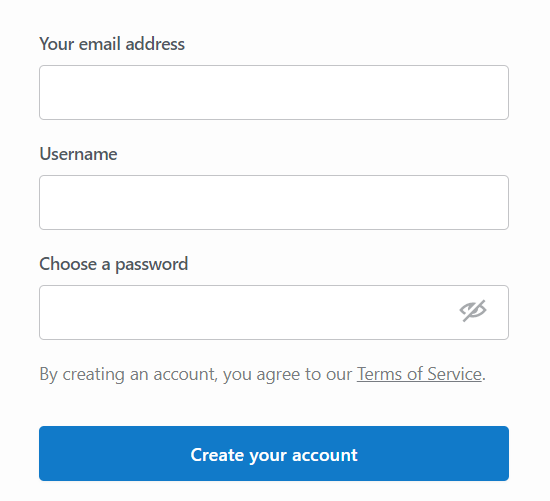 Your email address
Username
Choose a password
By creating an account, you agree to our Terms of Service.
Create your account